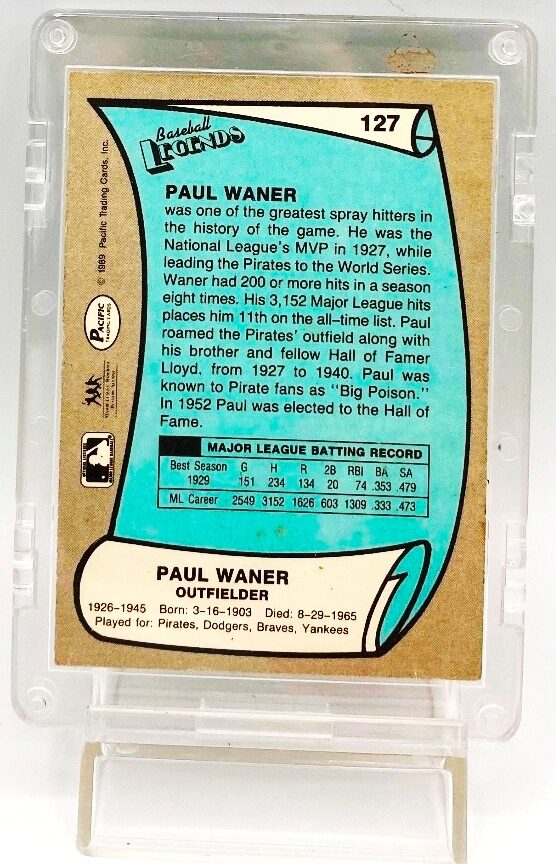 127
Baseball
LEGENDS
PAUL WANER
was one of the greatest spray hitters in
the history of the game. He was the
National League's MVP in 1927, while
leading the Pirates to the World Series.
Waner had 200 or more hits in a season
eight times. His 3,152 Major League hits
places him 11th on the all-time list. Paul
roamed the Pirates' outfield along with
his brother and fellow Hall of Famer
Lloyd, from 1927 to 1940. Paul was
known to Pirate fans as "Big Poison."
In 1952 Paul was elected to the Hall of
Fame.
MAJOR LEAGUE BATTING RECORD
Best Season G H R 2B RBI BA SA
1929 151 234 134 20 74 .353 .479
ML Career 2549 3152 1626 603 1309 .333 .473
PAUL WANER
OUTFIELDER
1926-1945 Born: 3-16-1903 Died: 8-29-1965
Played for: Pirates, Dodgers, Braves, Yankees
© 1989 Pacific Trading Cards, Inc.
PACIFIC
TRADING CARDS